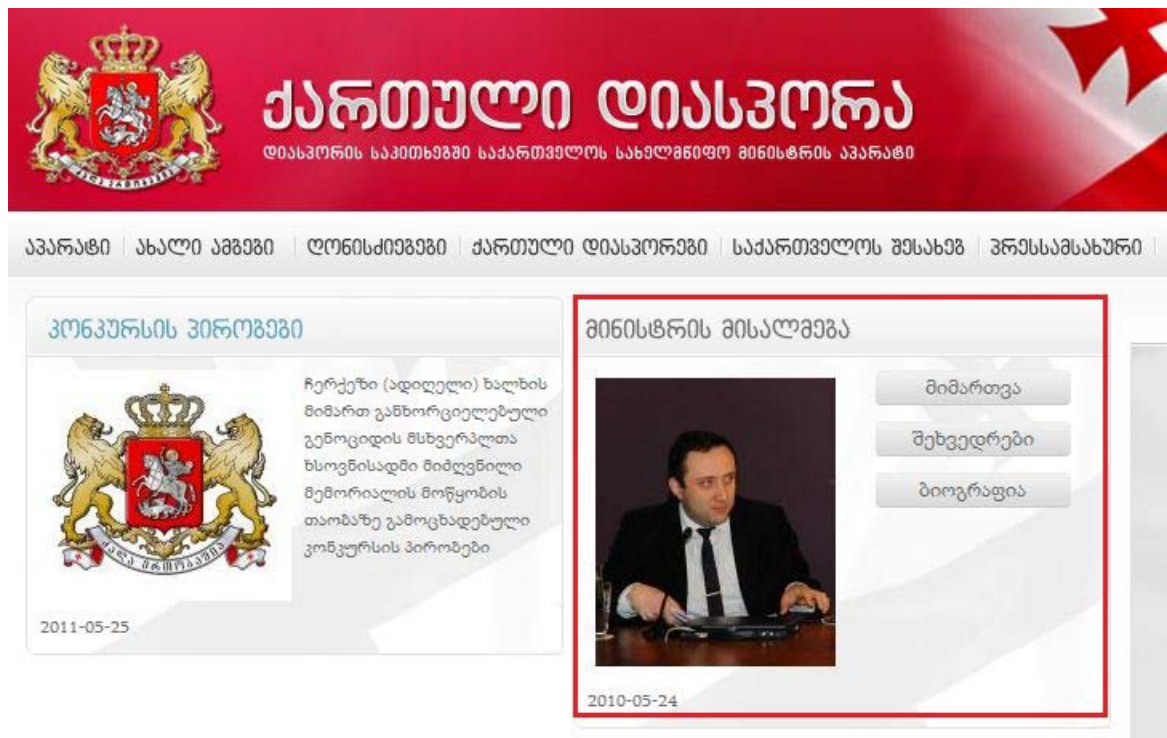 ქართული დიასპორა
დიასპორის საკითხებში საქართველოს სახელმწიფო მინისტრის აპარატი
აპარატი
ახალი ამბები
ღონისძიებები
ქართული დიასპორები
საქართველოს შესახებ
პრესსამსახური
კონკურსის პირობები
ჩერქეზი (ადიღელი) ხალხის
მიმართ განხორციელებული
გენოციდის მსხვერპლთა
ხსოვნისადმი მიძღვნილი
მემორიალის მოწყობის
თაობაზე გამოცხადებული
კონკურსის პირობები
ძალა ერთობაშია
2011-05-25
მინისტრის მისალმება
მიმართვა
შეხვედრები
ბიოგრაფია
2010-05-24